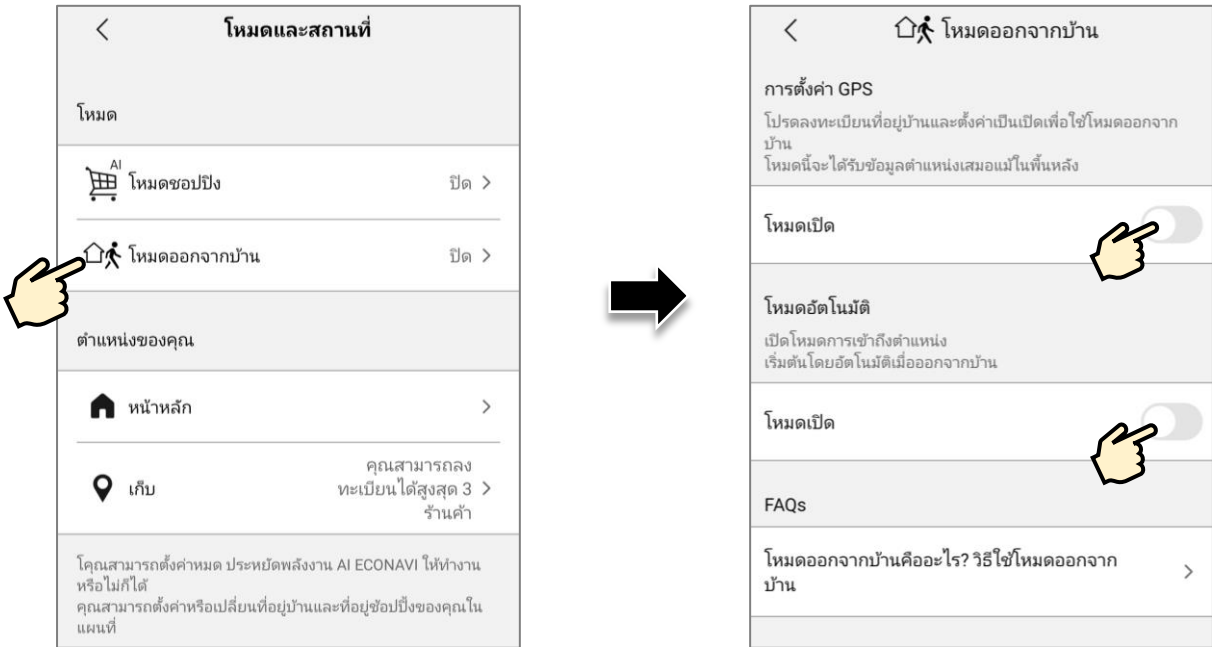 โหมดและสถานที่
โหมด
AI
โหมดชอปปิง
ปิด
โหมดออกจากบ้าน
ปิด
ตำแหน่งของคุณ
หน้าหลัก
เก็บ
คุณสามารถลง
ทะเบียนได้สูงสุด 3
ร้านค้า
โคุณสามารถตั้งค่าหมด ประหยัดพลังงาน AI ECONAVI ให้ทำงาน
หรือไม่ก็ได้
คุณสามารถตั้งค่าหรือเปลี่ยนที่อยู่บ้านและที่อยู่ช้อปปิ้งของคุณใน
แผนที่
โหมดออกจากบ้าน
การตั้งค่า GPS
โปรดลงทะเบียนที่อยู่บ้านและตั้งค่าเป็นเปิดเพื่อใช้โหมดออกจาก
บ้าน
โหมดนี้จะได้รับข้อมูลตำแหน่งเสมอแม้ในพื้นหลัง
โหมดเปิด
โหมดอัตโนมัติ
เปิดโหมดการเข้าถึงตำแหน่ง
เริ่มต้นโดยอัตโนมัติเมื่อออกจากบ้าน
โหมดเปิด
FAQs
โหมดออกจากบ้านคืออะไร? วิธีใช้โหมดออกจาก
บ้าน